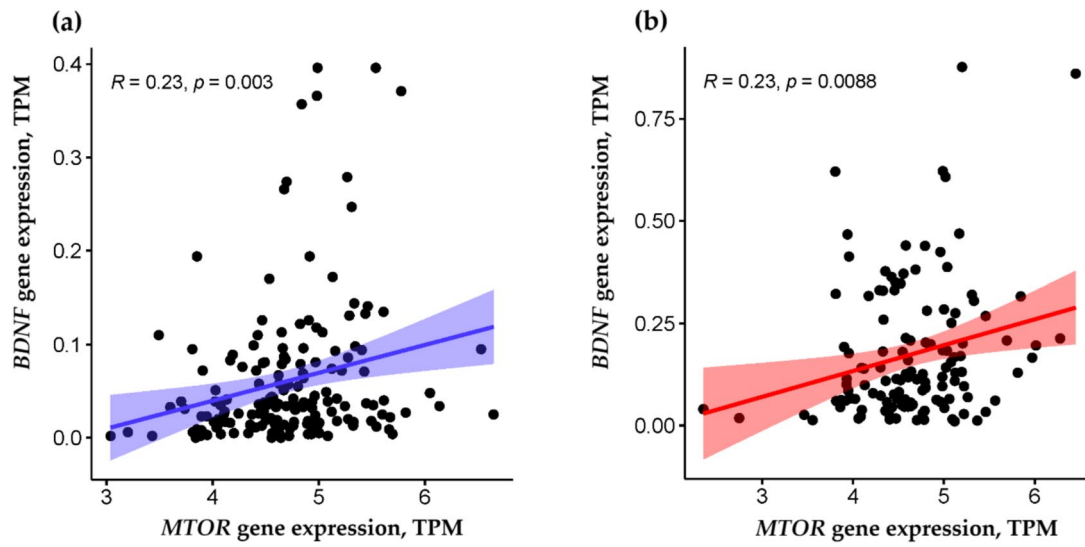 (a)
R = 0.23, p = 0.003
BDNF gene expression, TPM
0.4
0.3
0.2
0.1
0.0
3 4 5 6
MTOR gene expression, TPM
(b)
R = 0.23, p = 0.0088
BDNF gene expression, TPM
0.75
0.50
0.25
0.00
3 4 5 6
MTOR gene expression, TPM